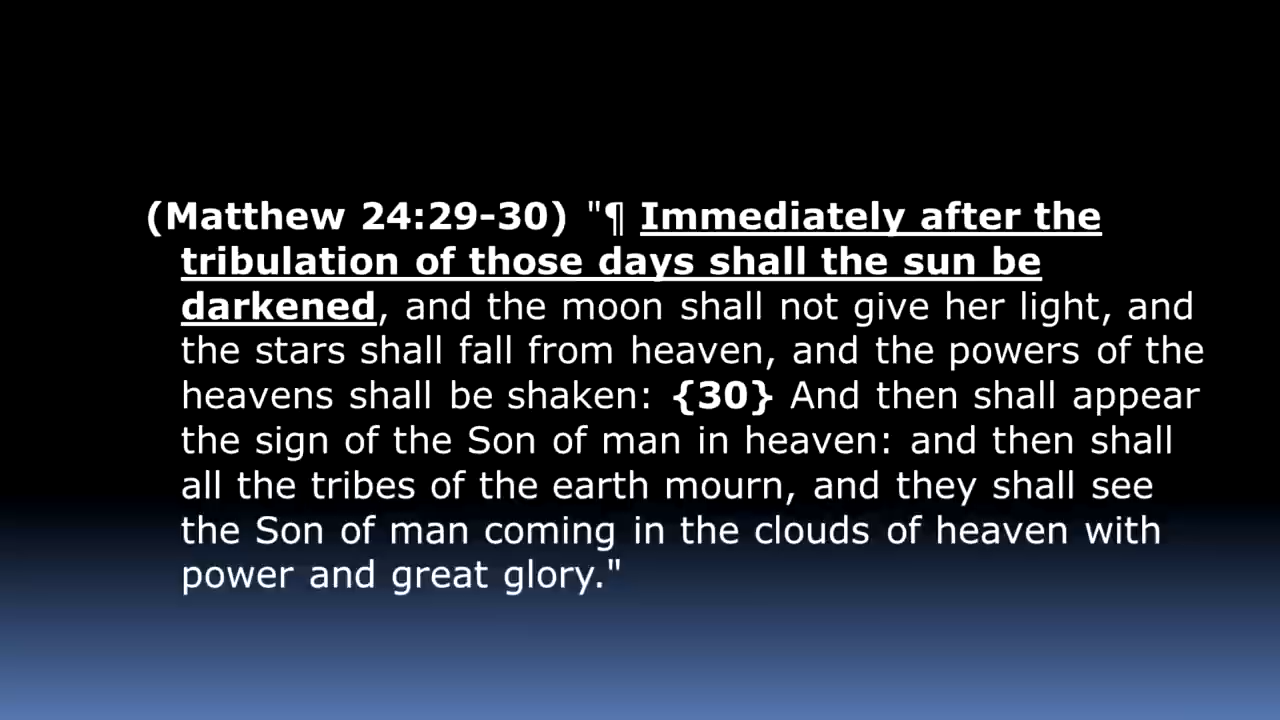 (Matthew 24:29-30) "¶ Immediately after the
tribulation of those days shall the sun be
darkened, and the moon shall not give her light, and
the stars shall fall from heaven, and the powers of the
heavens shall be shaken: {30} And then shall appear
the sign of the Son of man in heaven: and then shall
all the tribes of the earth mourn, and they shall see
the Son of man coming in the clouds of heaven with
power and great glory."